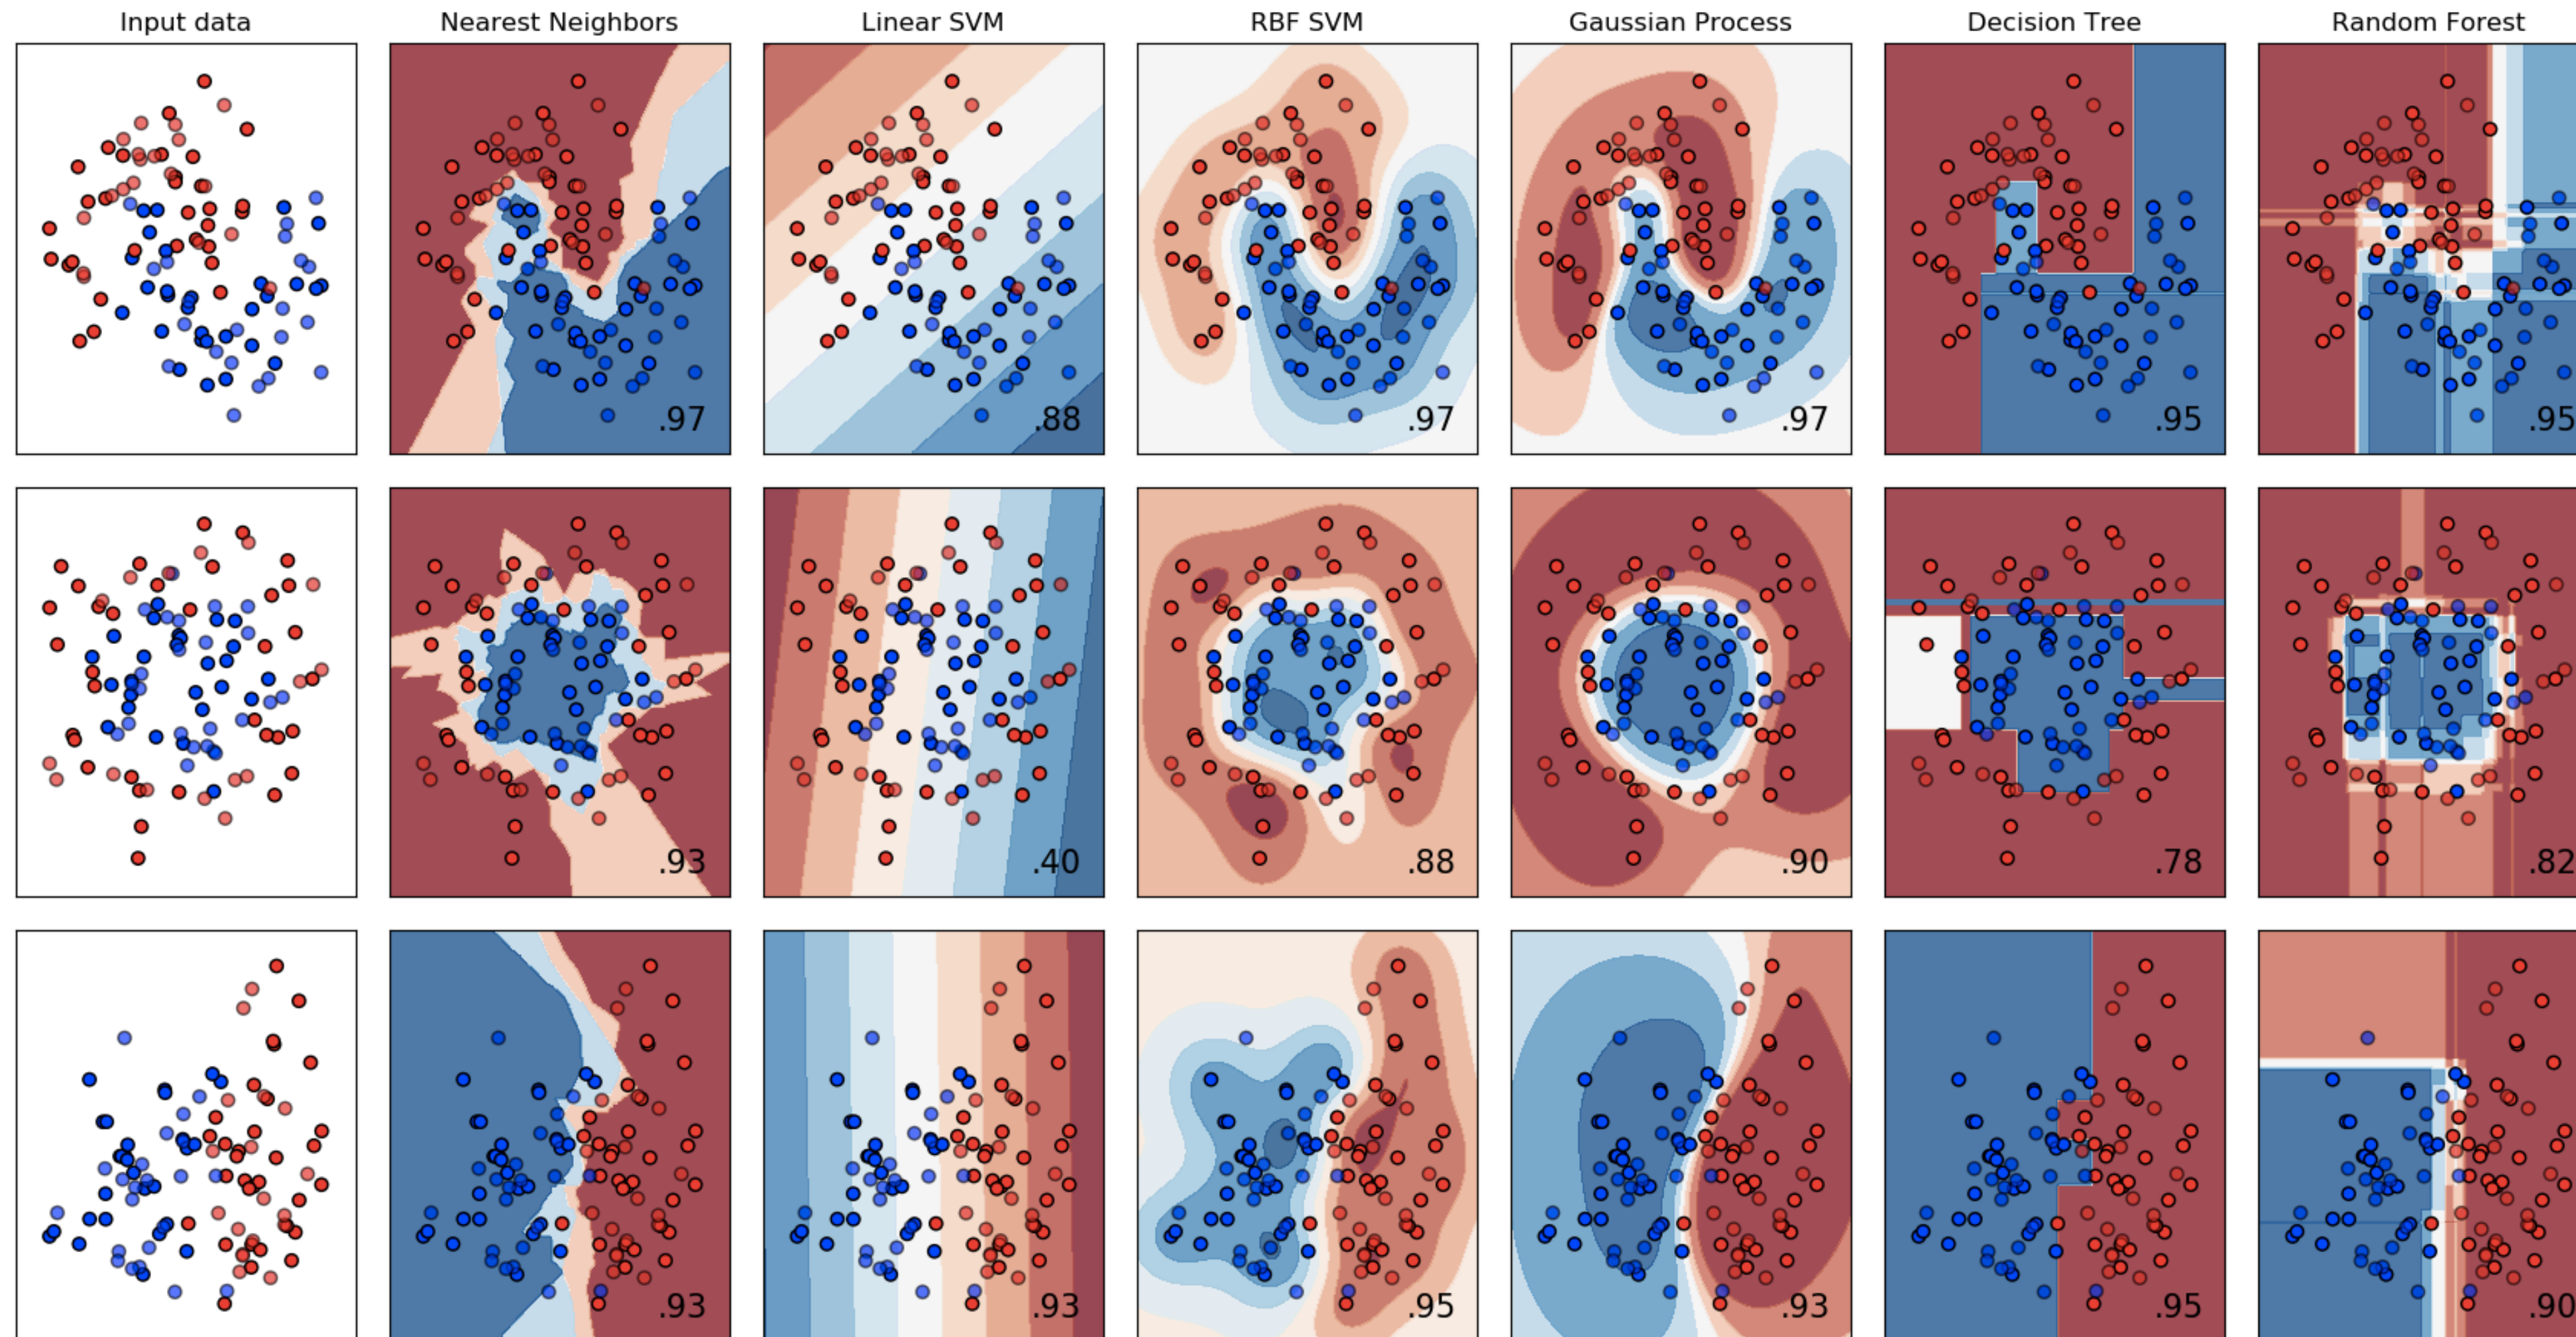 Input data
Nearest Neighbors
Linear SVM
RBF SVM
Gaussian Process
Decision Tree
Random Forest
.97
.88
.97
.97
.95
.95
.93
.40
.88
.90
.78
.82
.93
.93
.95
.93
.95
.90